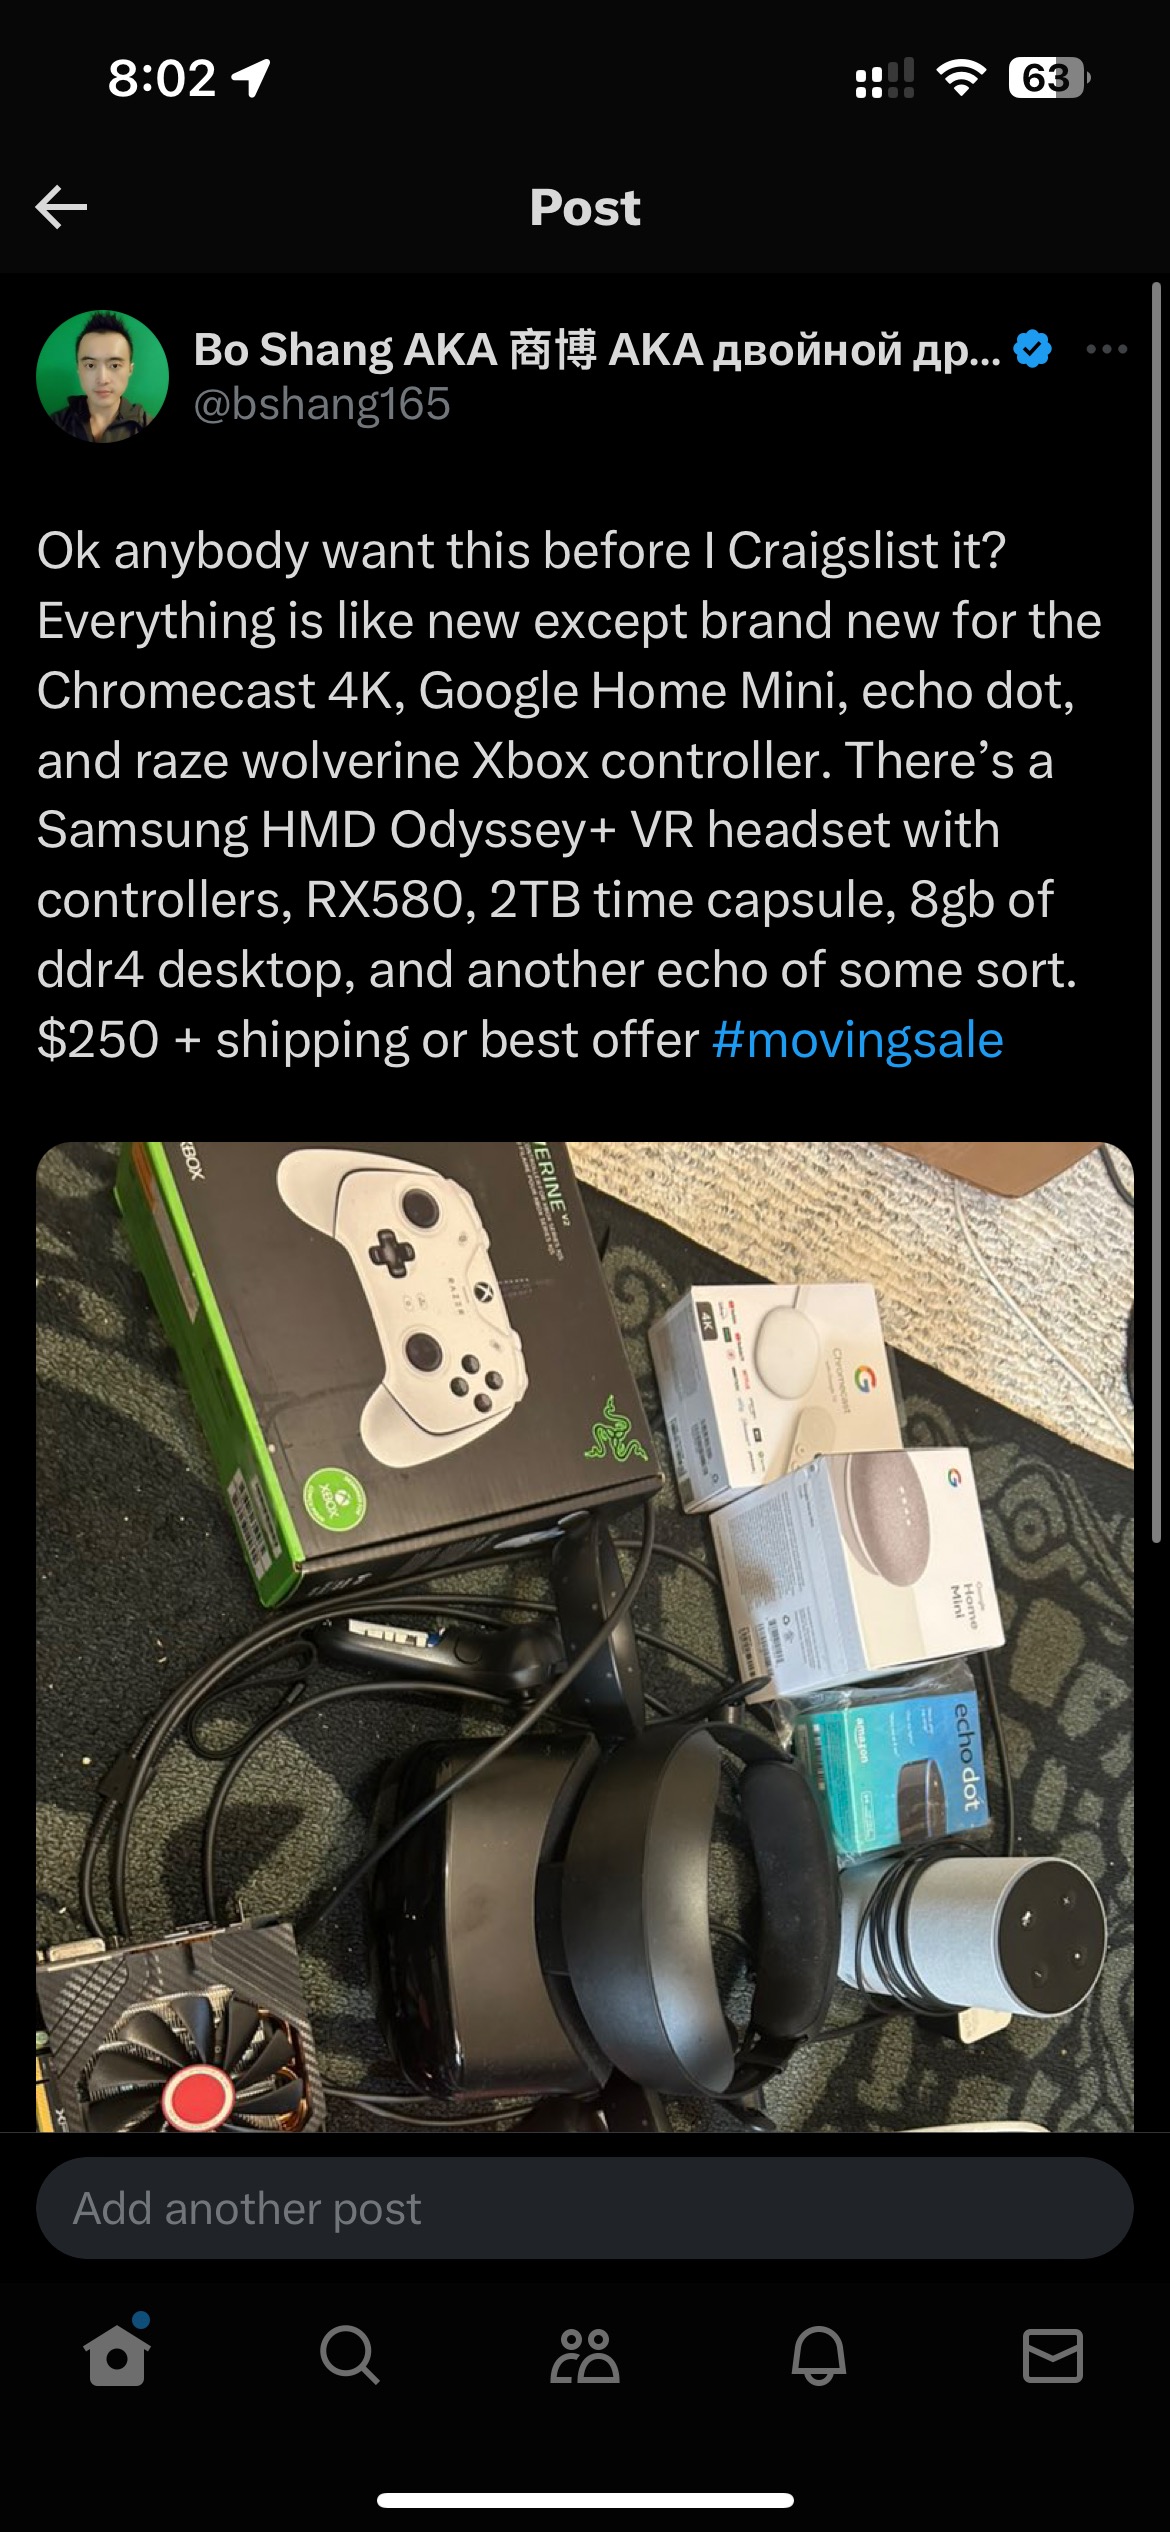 8:02
63
Post
Bo Shang AKA 商博 AKA двойной др...
@bshang165
Ok anybody want this before I Craigslist it?
Everything is like new except brand new for the
Chromecast 4K, Google Home Mini, echo dot,
and raze wolverine Xbox controller. There’s a
Samsung HMD Odyssey+ VR headset with
controllers, RX580, 2TB time capsule, 8gb of
ddr4 desktop, and another echo of some sort.
$250 + shipping or best offer #movingsale
XBOX
VERINE V2
RAZER
XBOX
4K
Chromecast
G
G
Google
Home
Mini
amazon
echo dot
Add another post